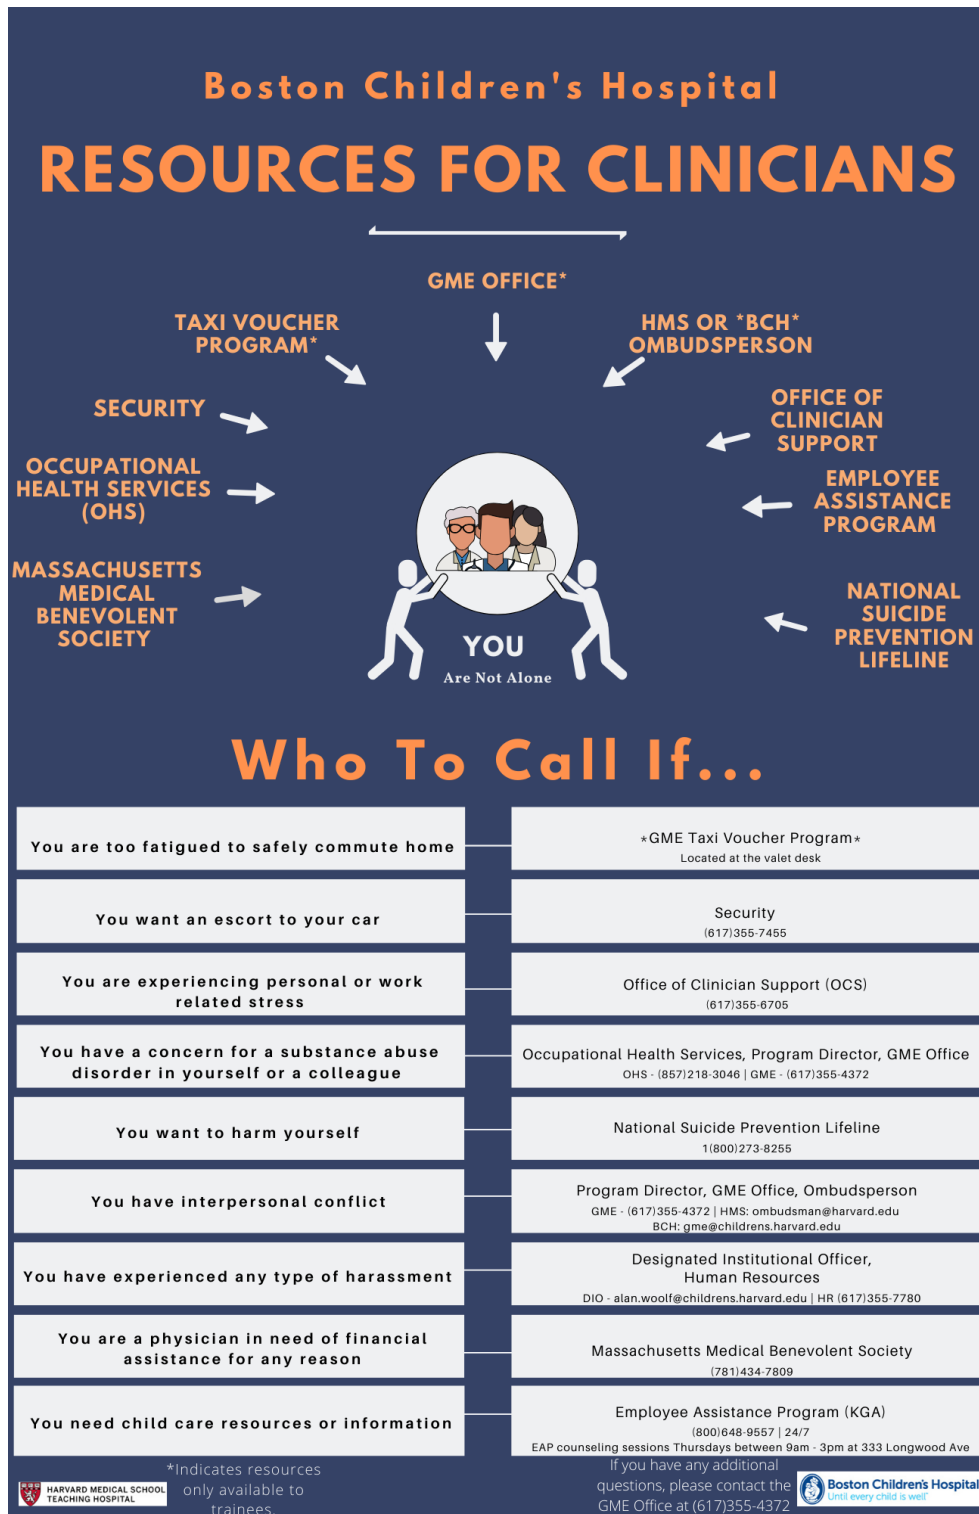 Boston Children's Hospital
RESOURCES FOR CLINICIANS
GME OFFICE*
TAXI VOUCHER
PROGRAM*
HMS OR *BCH*
OMBUDSPERSON
SECURITY
OFFICE OF
CLINICIAN
SUPPORT
OCCUPATIONAL
HEALTH SERVICES
(OHS)
EMPLOYEE
ASSISTANCE
PROGRAM
MASSACHUSETTS
MEDICAL
BENEVOLENT
SOCIETY
NATIONAL
SUICIDE
PREVENTION
LIFELINE
YOU
Are Not Alone
Who To Call If...
You are too fatigued to safely commute home
*GME Taxi Voucher Program*
Located at the valet desk
You want an escort to your car
Security
(617)355-7455
You are experiencing personal or work
related stress
Office of Clinician Support (OCS)
(617)355-6705
You have a concern for a substance abuse
disorder in yourself or a colleague
Occupational Health Services, Program Director, GME Office
OHS - (857)218-3046 | GME - (617)355-4372
You want to harm yourself
National Suicide Prevention Lifeline
1(800)273-8255
You have interpersonal conflict
Program Director, GME Office, Ombudsperson
GME - (617)355-4372 | HMS: ombudsman@harvard.edu
BCH: gme@childrens.harvard.edu
You have experienced any type of harassment
Designated Institutional Officer,
Human Resources
DIO - alan.woolf@childrens.harvard.edu | HR (617)355-7780
You are a physician in need of financial
assistance for any reason
Massachusetts Medical Benevolent Society
(781)434-7809
You need child care resources or information
Employee Assistance Program (KGA)
(800)648-9557 | 24/7
EAP counseling sessions Thursdays between 9am - 3pm at 333 Longwood Ave
HARVARD MEDICAL SCHOOL
TEACHING HOSPITAL
*Indicates resources
only available to
trainees.
If you have any additional
questions, please contact the
GME Office at (617)355-4372
Boston Children's Hospital
Until every child is well™